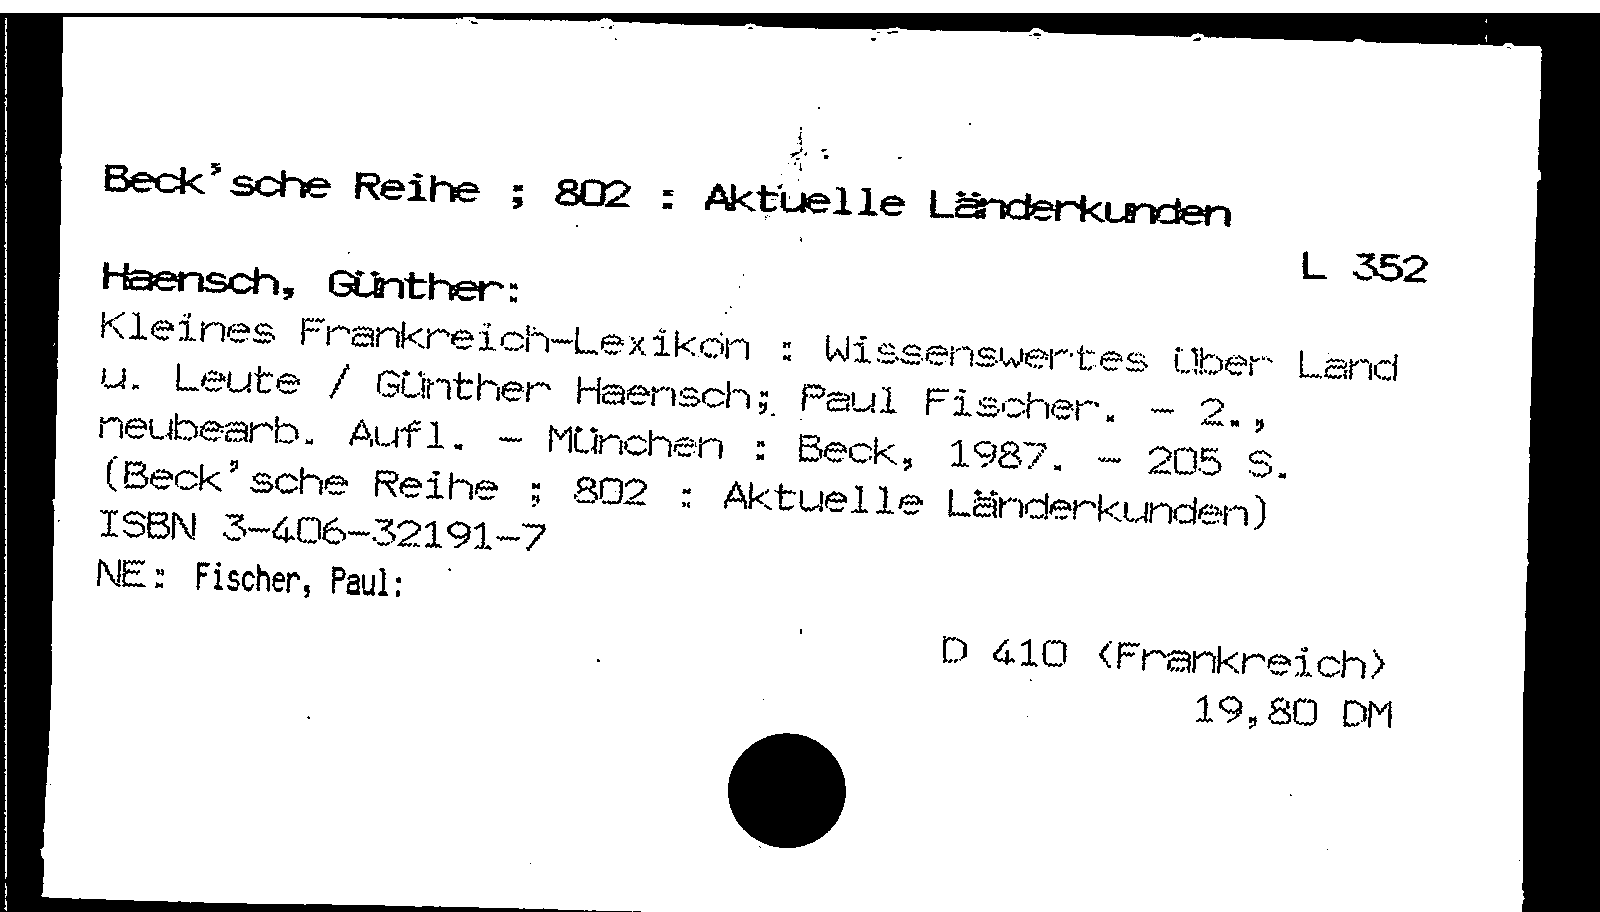 Beck'sche Reihe ; 802 : Aktuelle Länderkunden
L 352
Haensch, Günther:
Kleines Frankreich-Lexikon : Wissenswertes über Land
u. Leute / Günther Haensch; Paul Fischer. - 2.,
neubearb. Aufl. - München : Beck, 1987. - 205 S.
(Beck'sche Reihe ; 802 : Aktuelle Länderkunden)
ISBN 3-406-32191-7
NE: Fischer, Paul:
D 410 <Frankreich>
19,80 DM